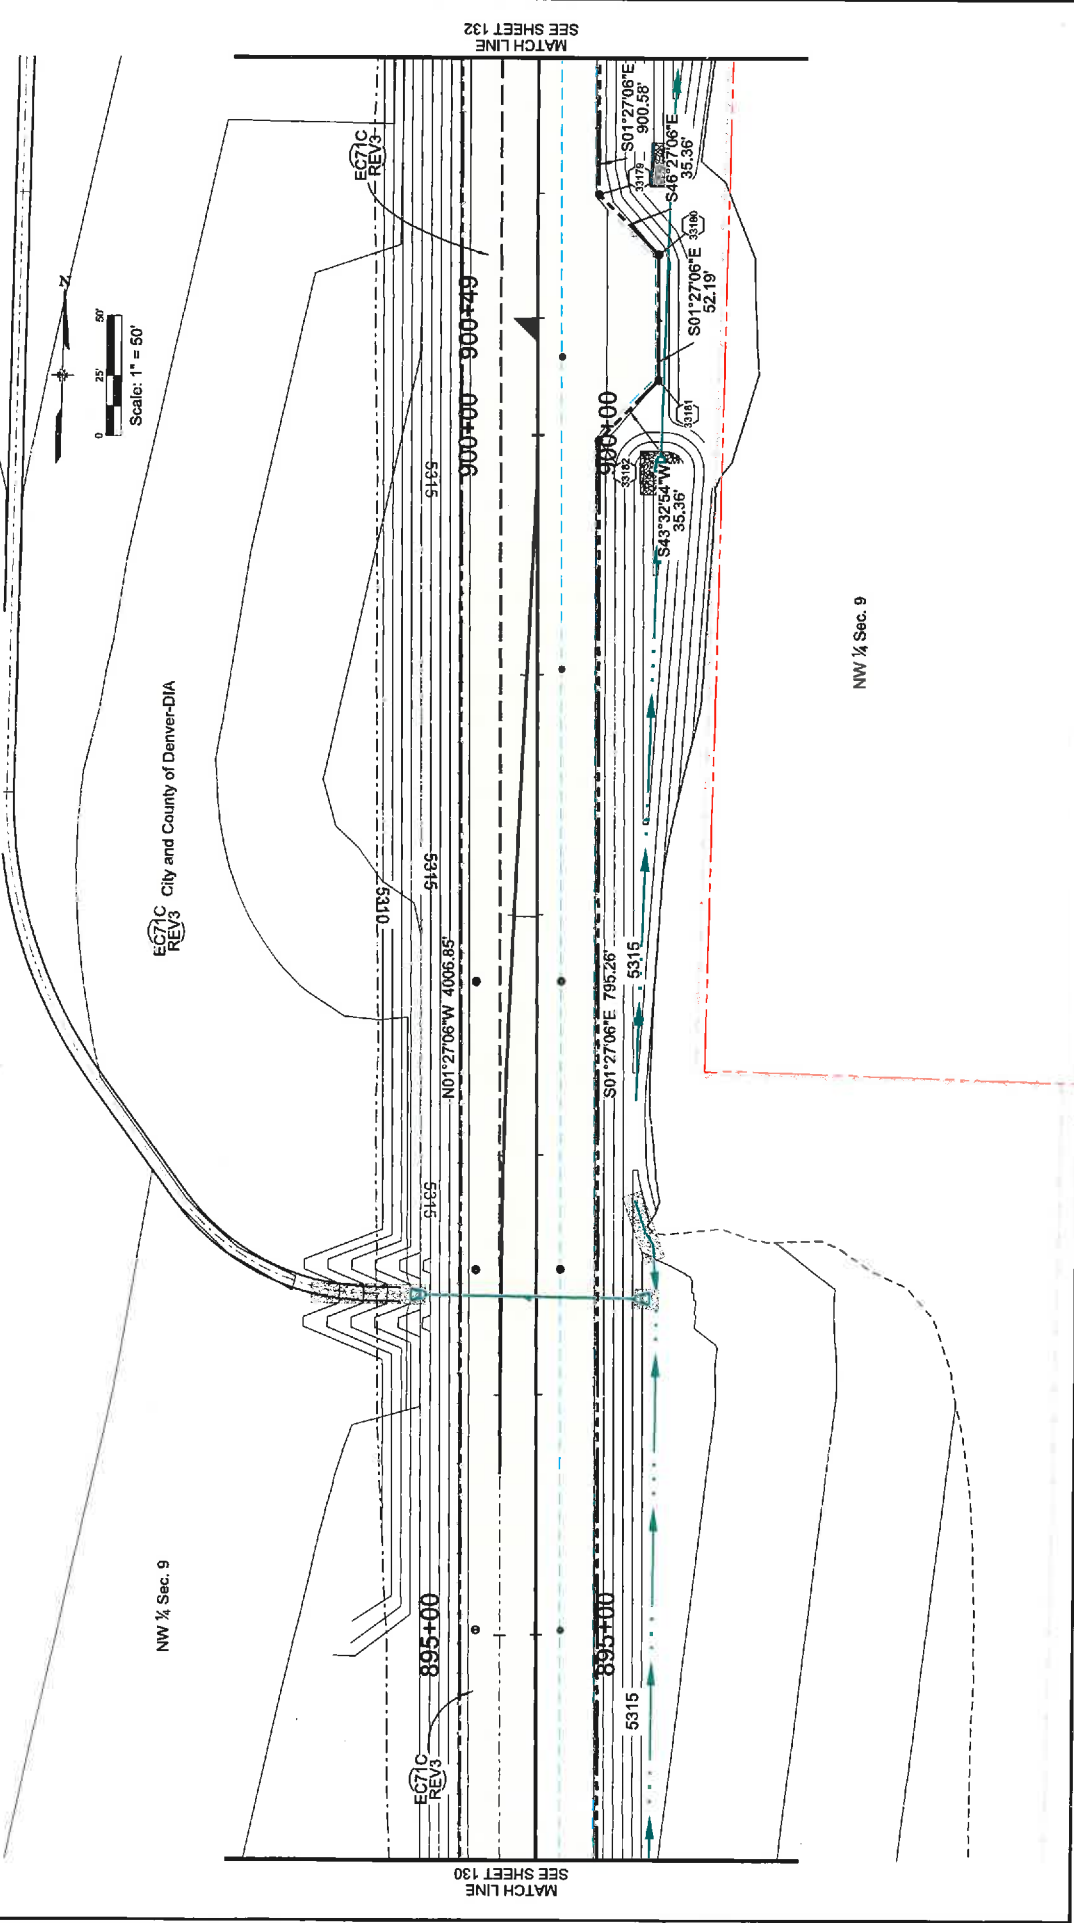 MATCH LINE
SEE SHEET 132
EC71C
REV3
S01°27'06"E
900.58'
33179
S46°27'06"E
35.36'
33180
S01°27'06"E
52.19'
33181
33182
S43°32'54"W
35.36'
N
0 25' 50'
Scale: 1" = 50'
900+00 900+49
900+00
5315
NW ¼ Sec. 9
EC71C
REV3
City and County of Denver-DIA
5315
5310
N01°27'06"W 4006.85'
S01°27'06"E 795.26'
5315
5315
NW ¼ Sec. 9
895+00
895+00
5315
EC71C
REV3
MATCH LINE
SEE SHEET 130